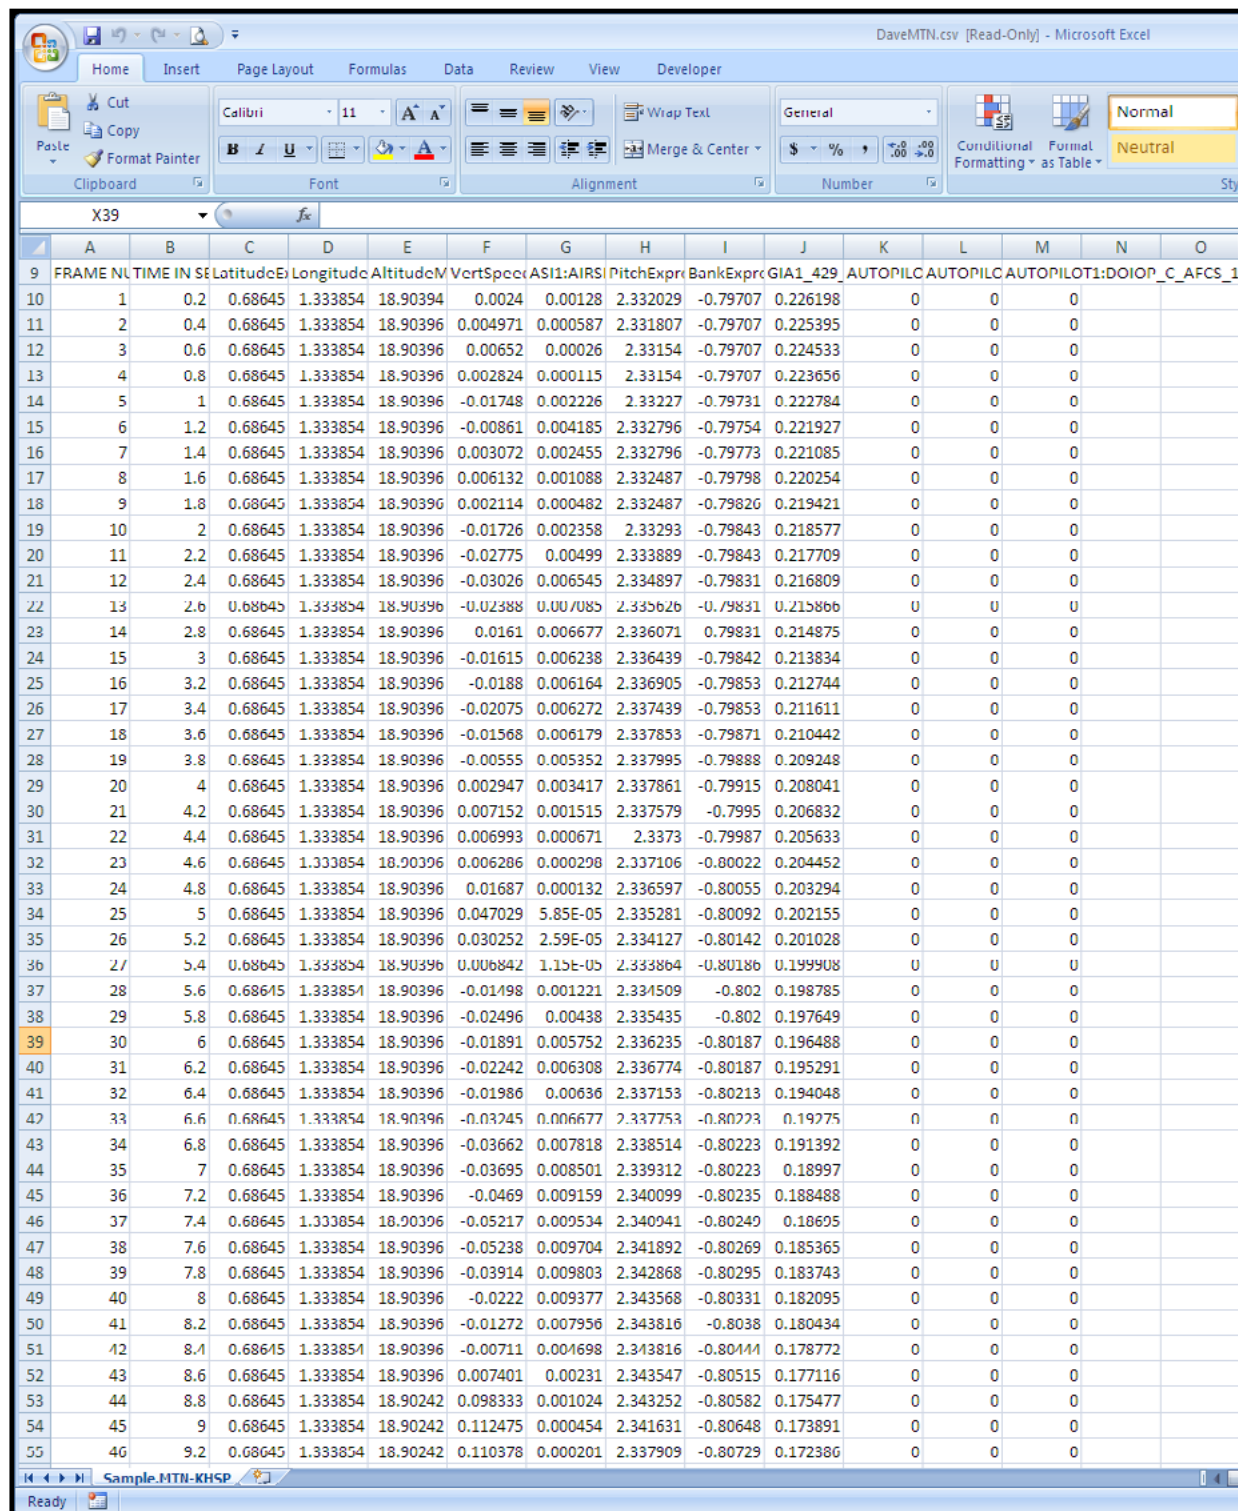 DaveMTN.csv [Read-Only] - Microsoft Excel
Home Insert Page Layout Formulas Data Review View Developer
Paste Cut Copy Format Painter Clipboard
Calibri 11 A A B I U A Font
Wrap Text Merge & Center Alignment
General $ % , .00 .00 Number
Conditional Formatting Format as Table Normal Neutral Sty
X39 fx
A B C D E F G H I J K L M N O
9 FRAME NU TIME IN SE LatitudeEx Longitude AltitudeM VertSpeed ASI1:AIRSI PitchExpre BankExpre GIA1_429_ AUTOPILO AUTOPILO AUTOPILOT1:DOIOP_C_AFCS_1
10 1 0.2 0.68645 1.333854 18.90394 0.0024 0.00128 2.332029 -0.79707 0.226198 0 0 0
11 2 0.4 0.68645 1.333854 18.90396 0.004971 0.000587 2.331807 -0.79707 0.225395 0 0 0
12 3 0.6 0.68645 1.333854 18.90396 0.00652 0.00026 2.33154 -0.79707 0.224533 0 0 0
13 4 0.8 0.68645 1.333854 18.90396 0.002824 0.000115 2.33154 -0.79707 0.223656 0 0 0
14 5 1 0.68645 1.333854 18.90396 -0.01748 0.002226 2.33227 -0.79731 0.222784 0 0 0
15 6 1.2 0.68645 1.333854 18.90396 -0.00861 0.004185 2.332796 -0.79754 0.221927 0 0 0
16 7 1.4 0.68645 1.333854 18.90396 0.003072 0.002455 2.332796 -0.79773 0.221085 0 0 0
17 8 1.6 0.68645 1.333854 18.90396 0.006132 0.001088 2.332487 -0.79798 0.220254 0 0 0
18 9 1.8 0.68645 1.333854 18.90396 0.002114 0.000482 2.332487 -0.79826 0.219421 0 0 0
19 10 2 0.68645 1.333854 18.90396 -0.01726 0.002358 2.33293 -0.79843 0.218577 0 0 0
20 11 2.2 0.68645 1.333854 18.90396 -0.02775 0.00499 2.333889 -0.79843 0.217709 0 0 0
21 12 2.4 0.68645 1.333854 18.90396 -0.03026 0.006545 2.334897 -0.79831 0.216809 0 0 0
22 13 2.6 0.68645 1.333854 18.90396 -0.02388 0.007085 2.335626 -0.79831 0.215866 0 0 0
23 14 2.8 0.68645 1.333854 18.90396 0.0161 0.006677 2.336071 0.79831 0.214875 0 0 0
24 15 3 0.68645 1.333854 18.90396 -0.01615 0.006238 2.336439 -0.79842 0.213834 0 0 0
25 16 3.2 0.68645 1.333854 18.90396 -0.0188 0.006164 2.336905 -0.79853 0.212744 0 0 0
26 17 3.4 0.68645 1.333854 18.90396 -0.02075 0.006272 2.337439 -0.79853 0.211611 0 0 0
27 18 3.6 0.68645 1.333854 18.90396 -0.01568 0.006179 2.337853 -0.79871 0.210442 0 0 0
28 19 3.8 0.68645 1.333854 18.90396 -0.00555 0.005352 2.337995 -0.79888 0.209248 0 0 0
29 20 4 0.68645 1.333854 18.90396 0.002947 0.003417 2.337861 -0.79915 0.208041 0 0 0
30 21 4.2 0.68645 1.333854 18.90396 0.007152 0.001515 2.337579 -0.7995 0.206832 0 0 0
31 22 4.4 0.68645 1.333854 18.90396 0.006993 0.000671 2.3373 -0.79987 0.205633 0 0 0
32 23 4.6 0.68645 1.333854 18.90396 0.006286 0.000298 2.337106 -0.80022 0.204452 0 0 0
33 24 4.8 0.68645 1.333854 18.90396 0.01687 0.000132 2.336597 -0.80055 0.203294 0 0 0
34 25 5 0.68645 1.333854 18.90396 0.047029 5.85E-05 2.335281 -0.80092 0.202155 0 0 0
35 26 5.2 0.68645 1.333854 18.90396 0.030252 2.59E-05 2.334127 -0.80142 0.201028 0 0 0
36 27 5.4 0.68645 1.333854 18.90396 0.006842 1.15E-05 2.333864 -0.80186 0.199908 0 0 0
37 28 5.6 0.68645 1.333854 18.90396 -0.01498 0.001221 2.334509 -0.802 0.198785 0 0 0
38 29 5.8 0.68645 1.333854 18.90396 -0.02496 0.00438 2.335435 -0.802 0.197649 0 0 0
39 30 6 0.68645 1.333854 18.90396 -0.01891 0.005752 2.336235 -0.80187 0.196488 0 0 0
40 31 6.2 0.68645 1.333854 18.90396 -0.02242 0.006308 2.336774 -0.80187 0.195291 0 0 0
41 32 6.4 0.68645 1.333854 18.90396 -0.01986 0.00636 2.337153 -0.80213 0.194048 0 0 0
42 33 6.6 0.68645 1.333854 18.90396 -0.03245 0.006677 2.337753 -0.80223 0.19275 0 0 0
43 34 6.8 0.68645 1.333854 18.90396 -0.03662 0.007818 2.338514 -0.80223 0.191392 0 0 0
44 35 7 0.68645 1.333854 18.90396 -0.03695 0.008501 2.339312 -0.80223 0.18997 0 0 0
45 36 7.2 0.68645 1.333854 18.90396 -0.0469 0.009159 2.340099 -0.80235 0.188488 0 0 0
46 37 7.4 0.68645 1.333854 18.90396 -0.05217 0.009534 2.340941 -0.80249 0.18695 0 0 0
47 38 7.6 0.68645 1.333854 18.90396 -0.05238 0.009704 2.341892 -0.80269 0.185365 0 0 0
48 39 7.8 0.68645 1.333854 18.90396 -0.03914 0.009803 2.342868 -0.80295 0.183743 0 0 0
49 40 8 0.68645 1.333854 18.90396 -0.0222 0.009377 2.343568 -0.80331 0.182095 0 0 0
50 41 8.2 0.68645 1.333854 18.90396 -0.01272 0.007956 2.343816 -0.8038 0.180434 0 0 0
51 42 8.4 0.68645 1.333854 18.90396 -0.00711 0.004698 2.343816 -0.80444 0.178772 0 0 0
52 43 8.6 0.68645 1.333854 18.90396 0.007401 0.00231 2.343547 -0.80515 0.177116 0 0 0
53 44 8.8 0.68645 1.333854 18.90242 0.098333 0.001024 2.343252 -0.80582 0.175477 0 0 0
54 45 9 0.68645 1.333854 18.90242 0.112475 0.000454 2.341631 -0.80648 0.173891 0 0 0
55 46 9.2 0.68645 1.333854 18.90242 0.110378 0.000201 2.337909 -0.80729 0.172386 0 0 0
Sample.MTN-KHSP
Ready